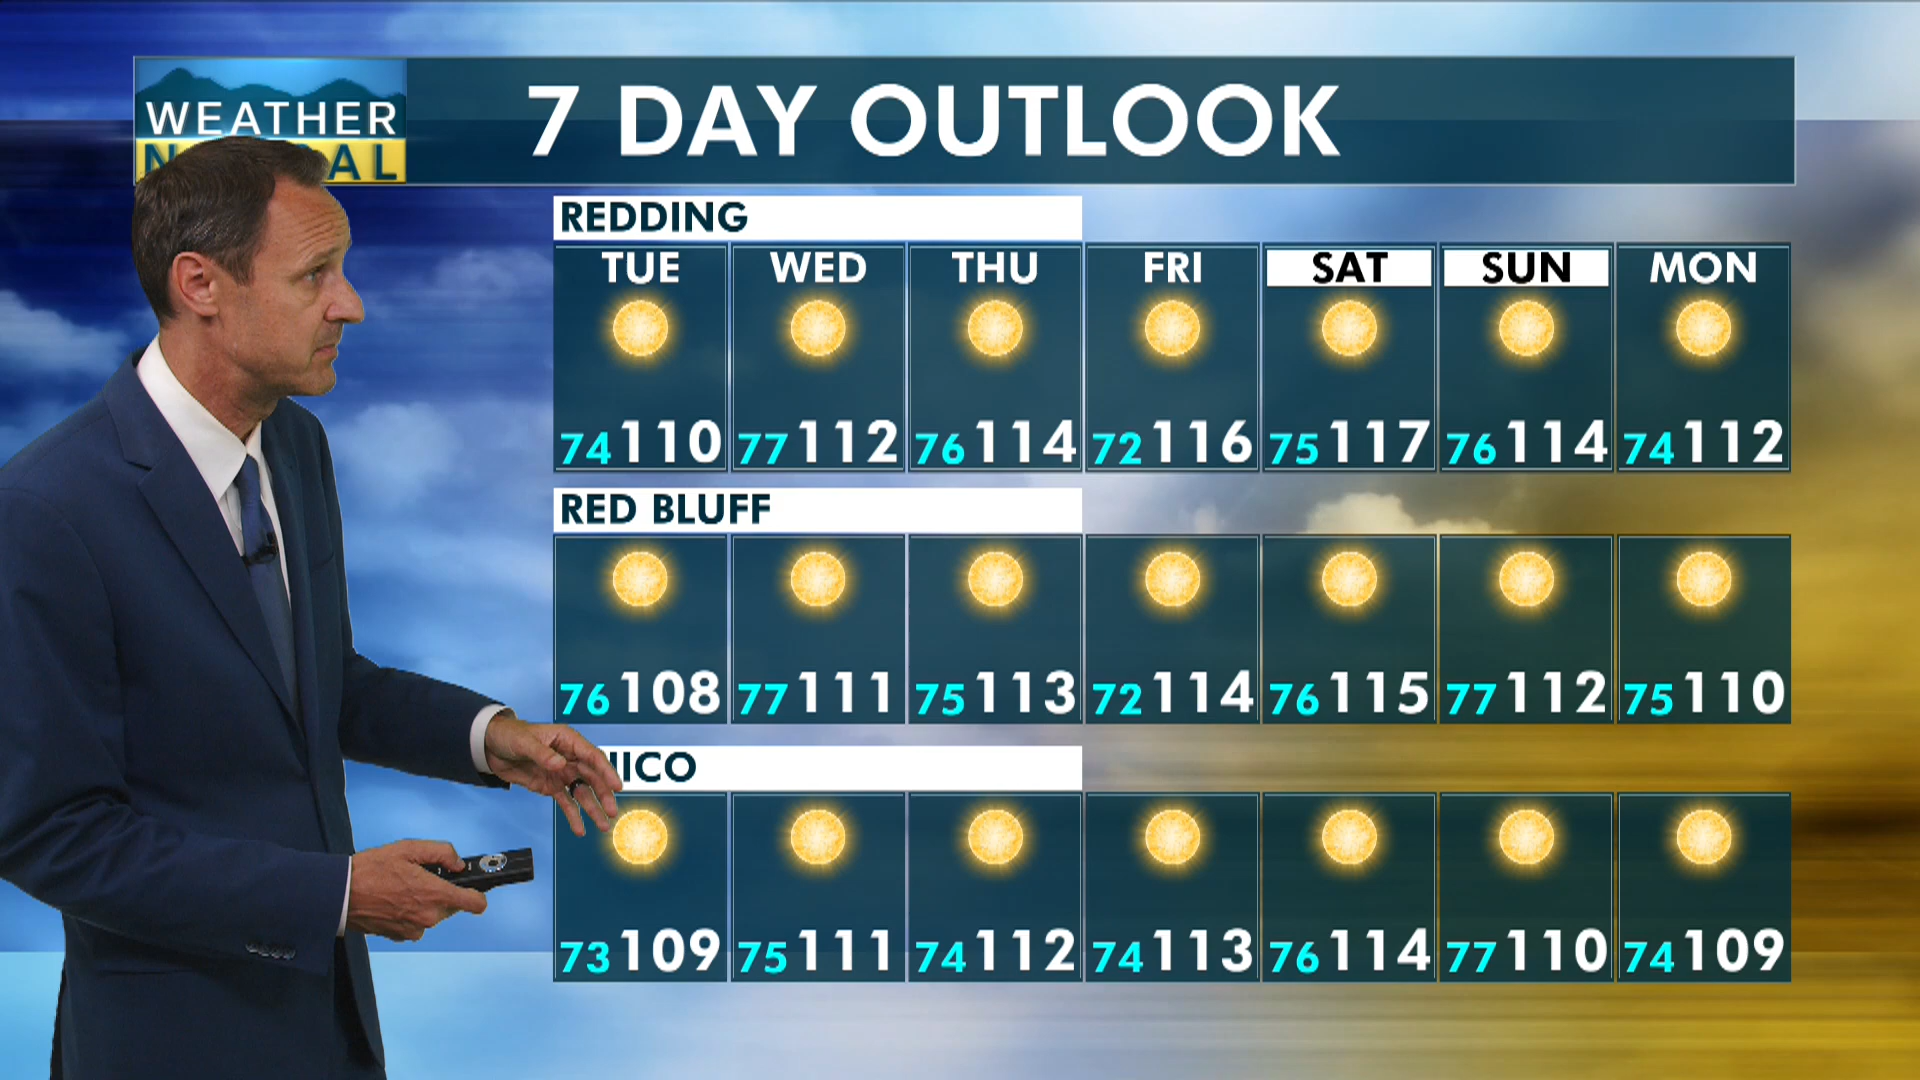 WEATHER
7 DAY OUTLOOK
REDDING
TUE WED THU FRI SAT SUN MON
74 110 77 112 76 114 72 116 75 117 76 114 74 112
RED BLUFF
76 108 77 111 75 113 72 114 76 115 77 112 75 110
73 109 75 111 74 112 74 113 76 114 77 110 74 109